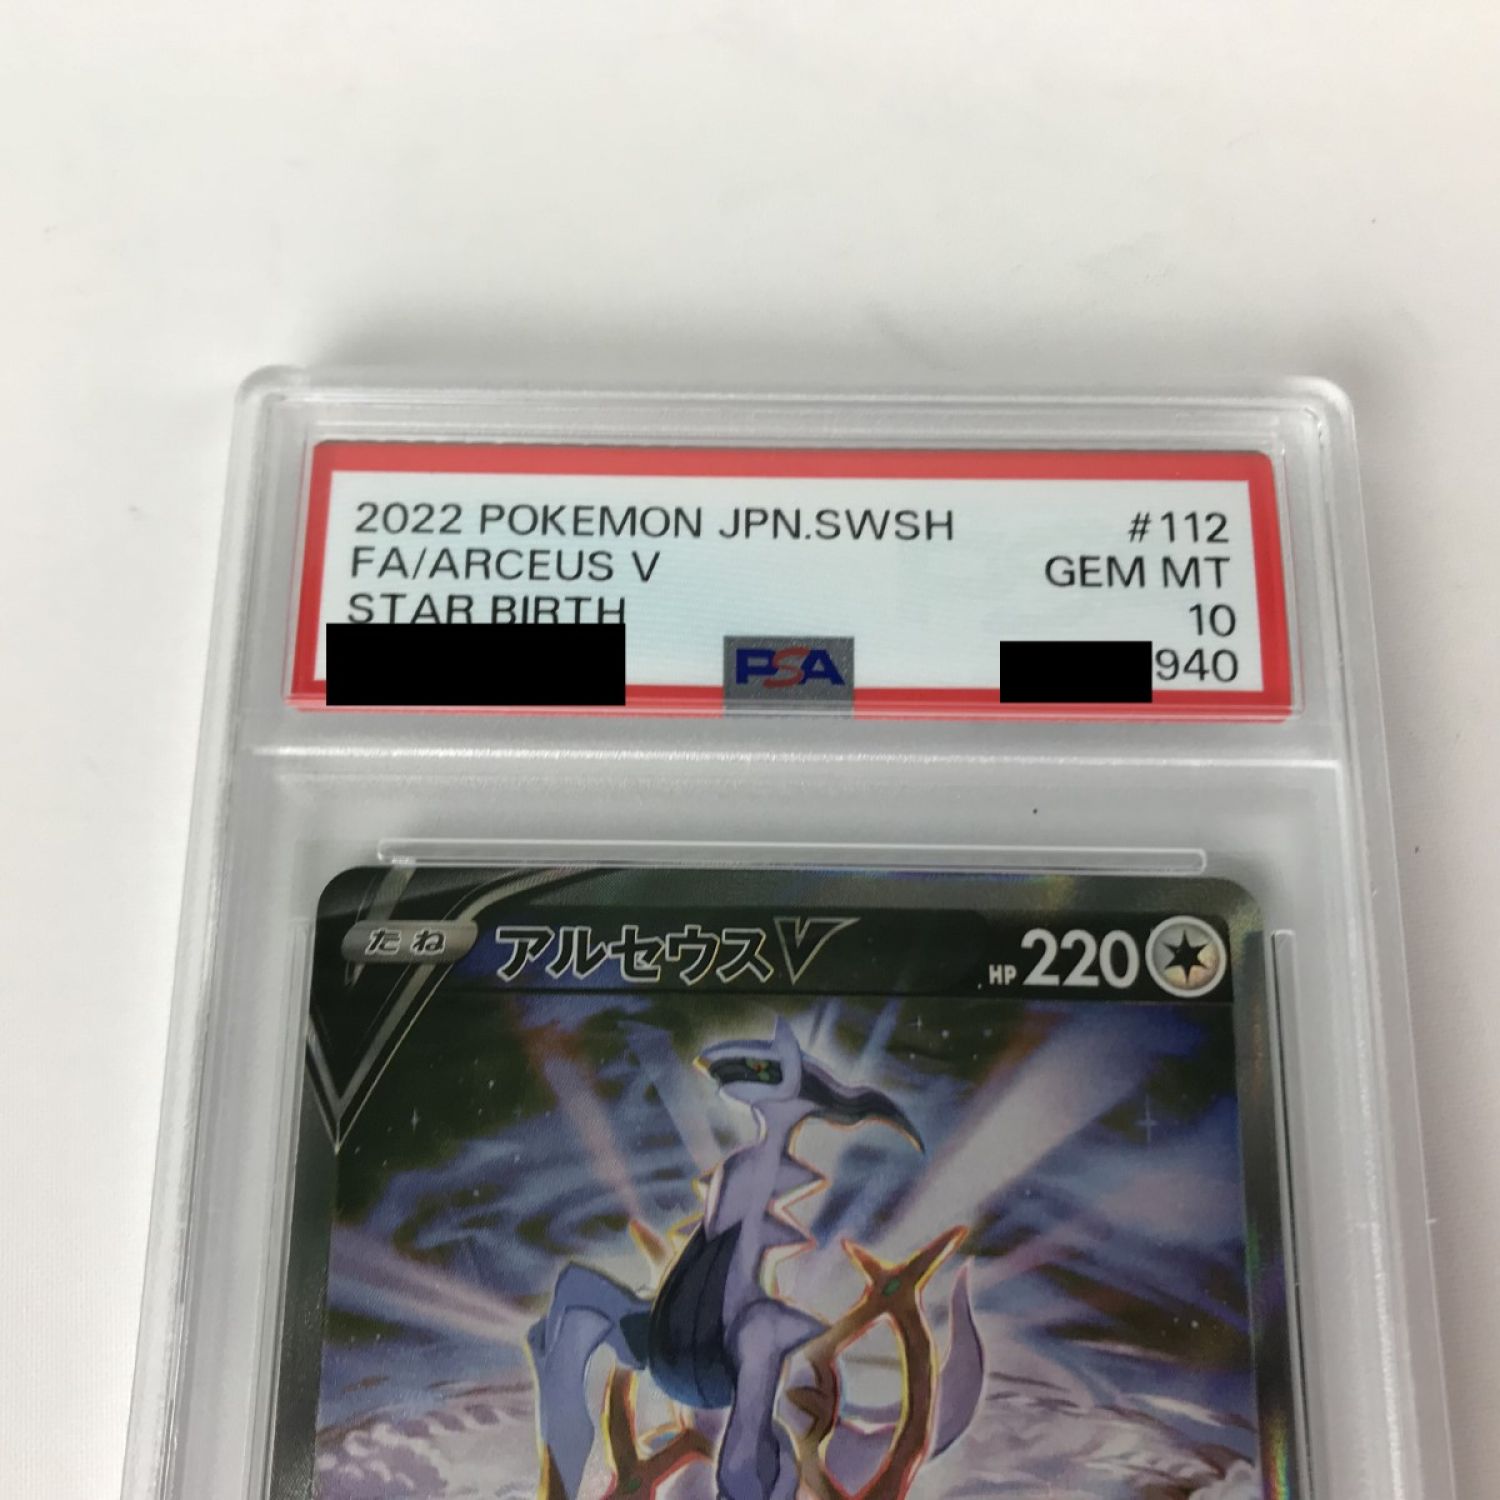 2022 POKEMON JPN.SWSH #112
FA/ARCEUS V GEM MT
STAR BIRTH 10
PSA 940
たね アルセウスV HP 220